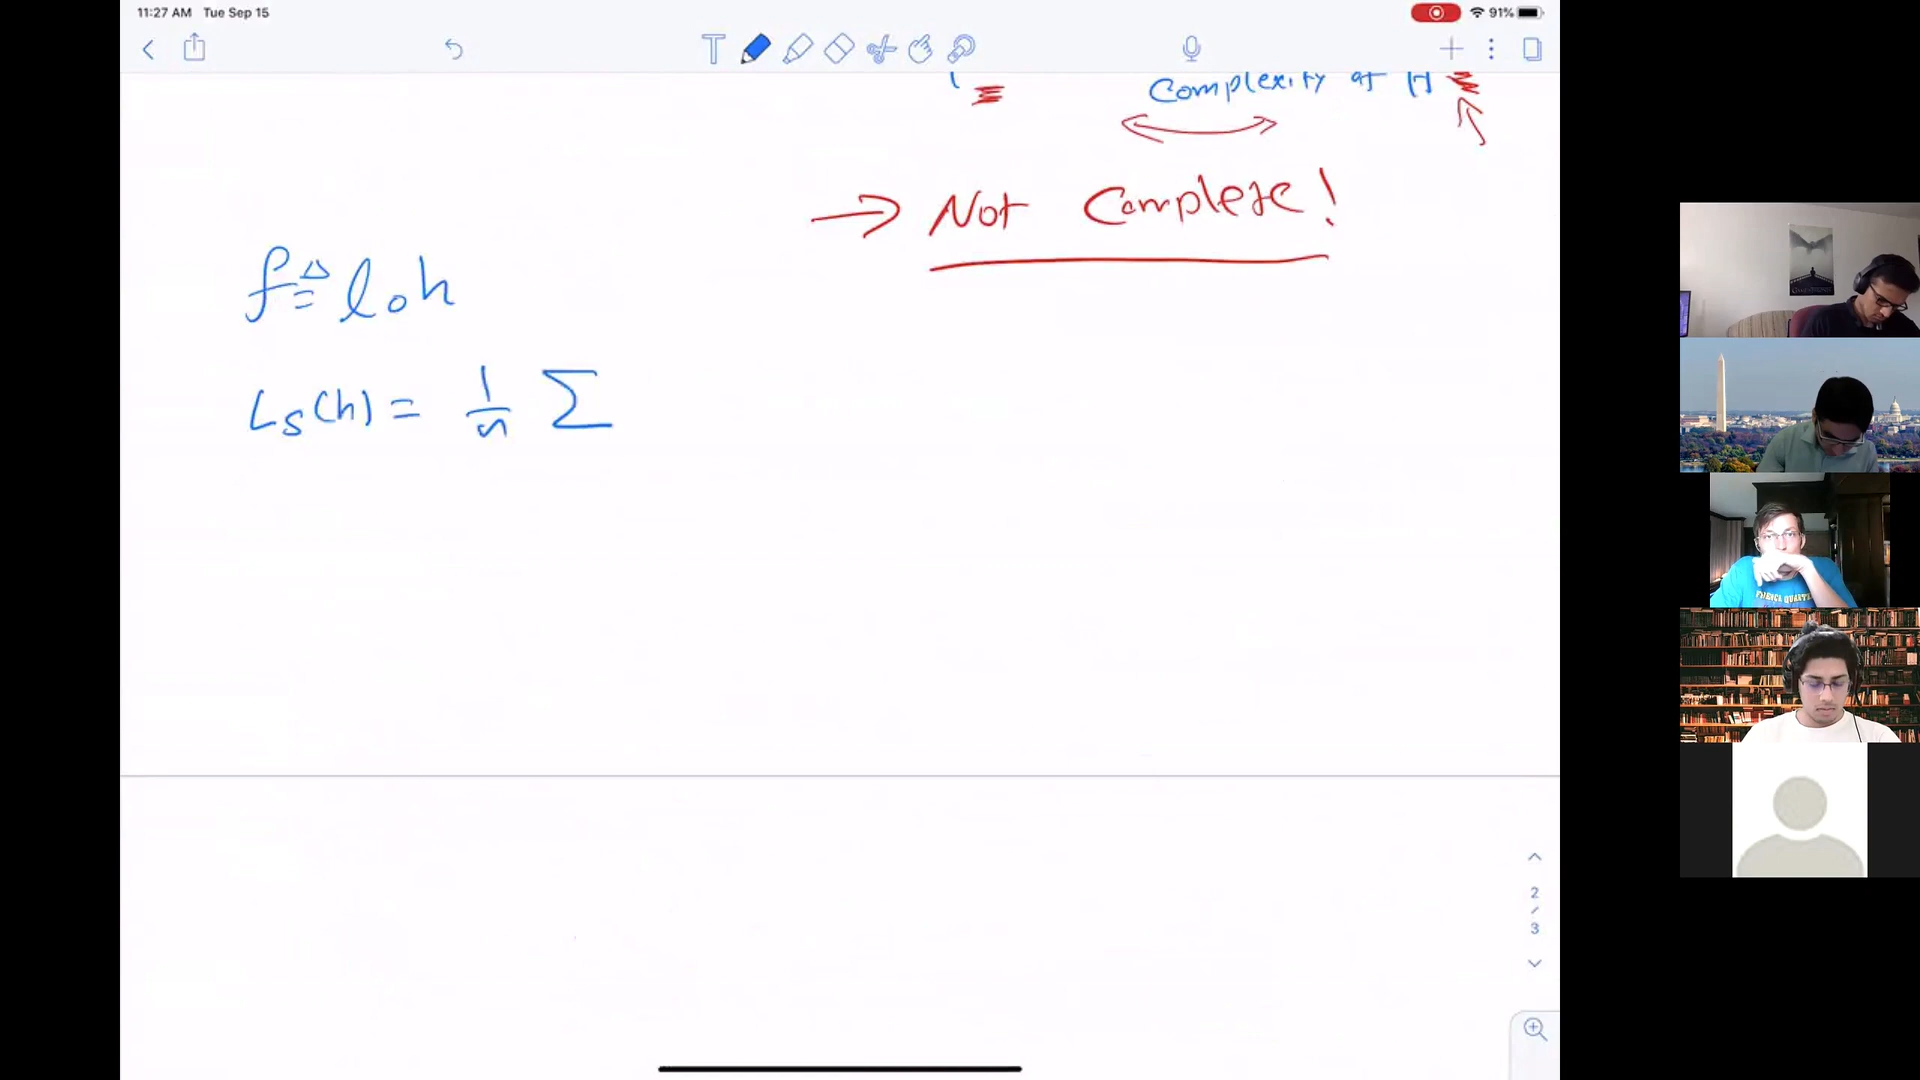 11:27 AM Tue Sep 15
91%
Complexity of H
→ Not Complete!
f ≜ l∘h
L_S(h) = 1/n Σ
2
/
3